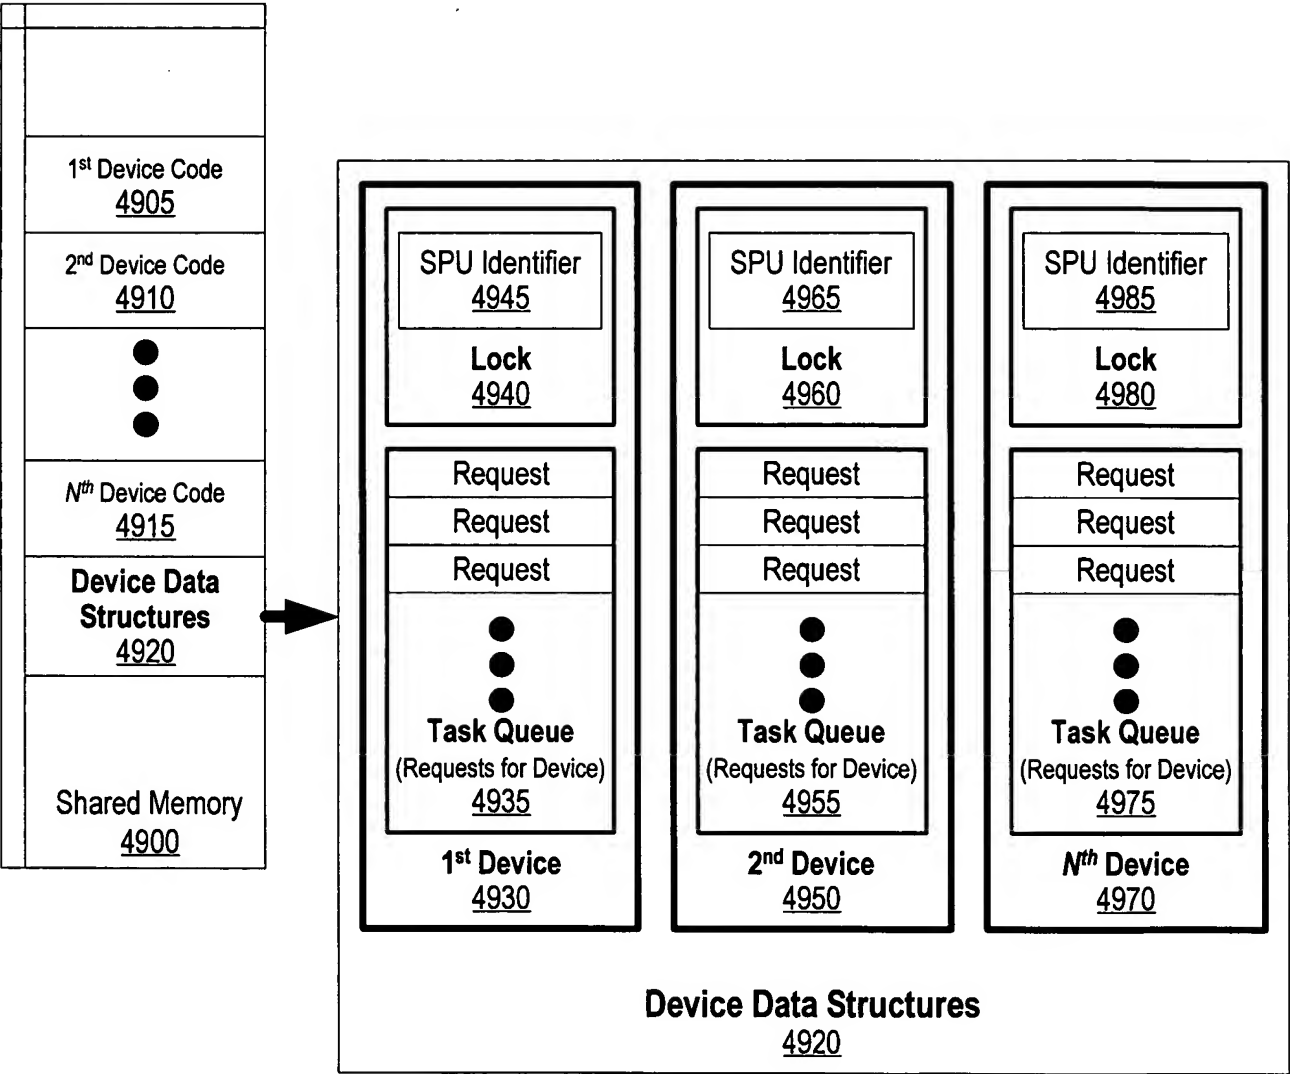 1st Device Code
4905
2nd Device Code
4910
Nth Device Code
4915
Device Data
Structures
4920
Shared Memory
4900
SPU Identifier
4945
Lock
4940
Request
Request
Request
Task Queue
(Requests for Device)
4935
1st Device
4930
SPU Identifier
4965
Lock
4960
Request
Request
Request
Task Queue
(Requests for Device)
4955
2nd Device
4950
SPU Identifier
4985
Lock
4980
Request
Request
Request
Task Queue
(Requests for Device)
4975
Nth Device
4970
Device Data Structures
4920